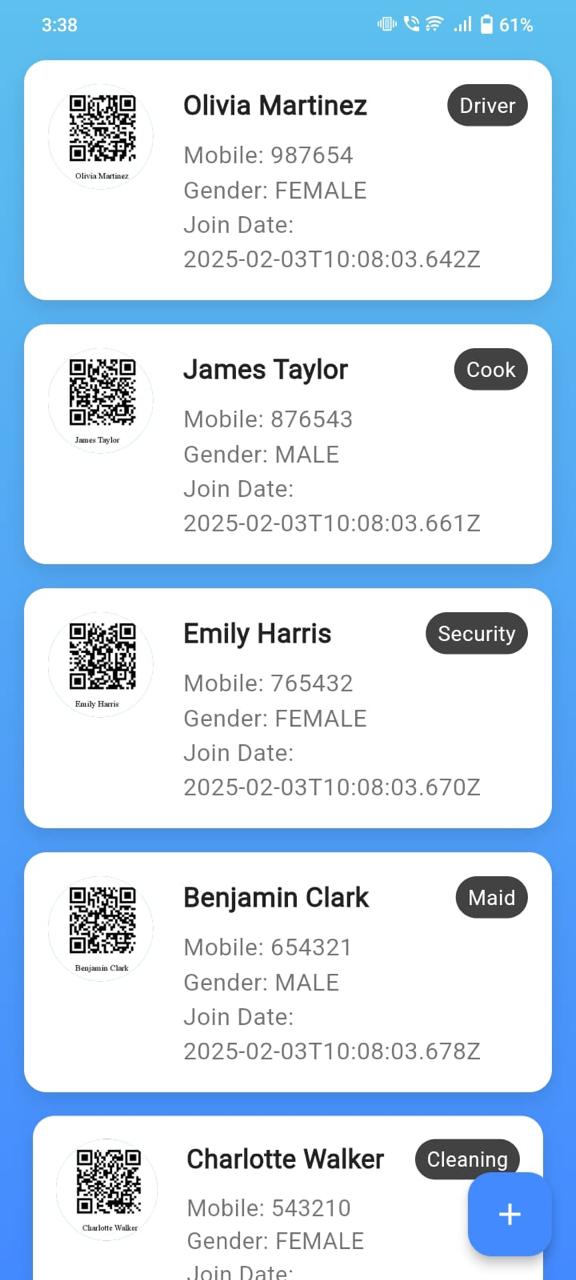 3:38
61%
Olivia Martinez
Driver
Olivia Martinez
Mobile: 987654
Gender: FEMALE
Join Date:
2025-02-03T10:08:03.642Z
James Taylor
Cook
James Taylor
Mobile: 876543
Gender: MALE
Join Date:
2025-02-03T10:08:03.661Z
Emily Harris
Security
Emily Harris
Mobile: 765432
Gender: FEMALE
Join Date:
2025-02-03T10:08:03.670Z
Benjamin Clark
Maid
Benjamin Clark
Mobile: 654321
Gender: MALE
Join Date:
2025-02-03T10:08:03.678Z
Charlotte Walker
Cleaning
Charlotte Walker
Mobile: 543210
Gender: FEMALE
Join Date:
+